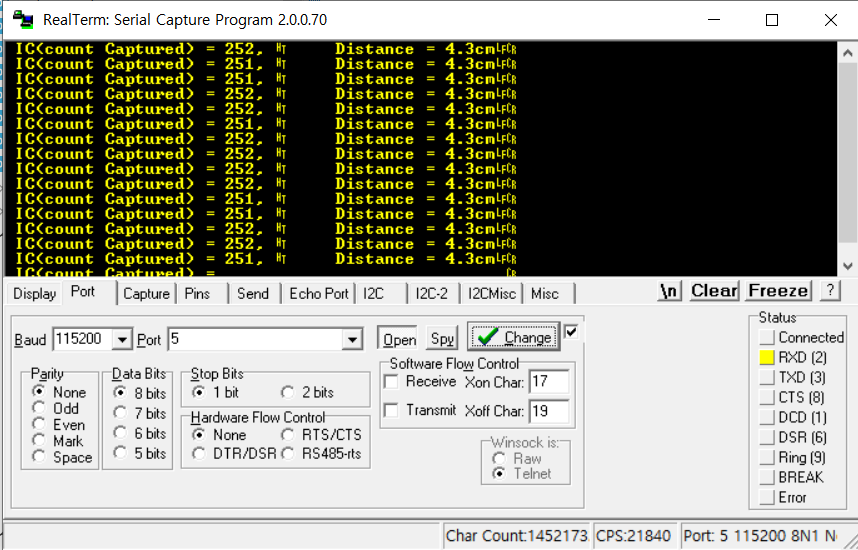 RealTerm: Serial Capture Program 2.0.0.70
IC(count Captured) = 252, HT Distance = 4.3cmLFCR
IC(count Captured) = 251, HT Distance = 4.3cmLFCR
IC(count Captured) = 251, HT Distance = 4.3cmLFCR
IC(count Captured) = 252, HT Distance = 4.3cmLFCR
IC(count Captured) = 252, HT Distance = 4.3cmLFCR
IC(count Captured) = 251, HT Distance = 4.3cmLFCR
IC(count Captured) = 252, HT Distance = 4.3cmLFCR
IC(count Captured) = 252, HT Distance = 4.3cmLFCR
IC(count Captured) = 252, HT Distance = 4.3cmLFCR
IC(count Captured) = 252, HT Distance = 4.3cmLFCR
IC(count Captured) = 251, HT Distance = 4.3cmLFCR
IC(count Captured) = 251, HT Distance = 4.3cmLFCR
IC(count Captured) = 252, HT Distance = 4.3cmLFCR
IC(count Captured) = 252, HT Distance = 4.3cmLFCR
IC(count Captured) = 251, HT Distance = 4.3cmLFCR
IC(count Captured) = CR
Display Port Capture Pins Send Echo Port I2C I2C-2 I2CMisc Misc \n Clear Freeze ?
Baud 115200 Port 5 Open Spy Change
Parity
None
Odd
Even
Mark
Space
Data Bits
8 bits
7 bits
6 bits
5 bits
Stop Bits
1 bit 2 bits
Hardware Flow Control
None RTS/CTS
DTR/DSR RS485-rts
Software Flow Control
Receive Xon Char: 17
Transmit Xoff Char: 19
Winsock is:
Raw
Telnet
Status
Connected
RXD (2)
TXD (3)
CTS (8)
DCD (1)
DSR (6)
Ring (9)
BREAK
Error
Char Count:1452173 CPS:21840 Port: 5 115200 8N1 N